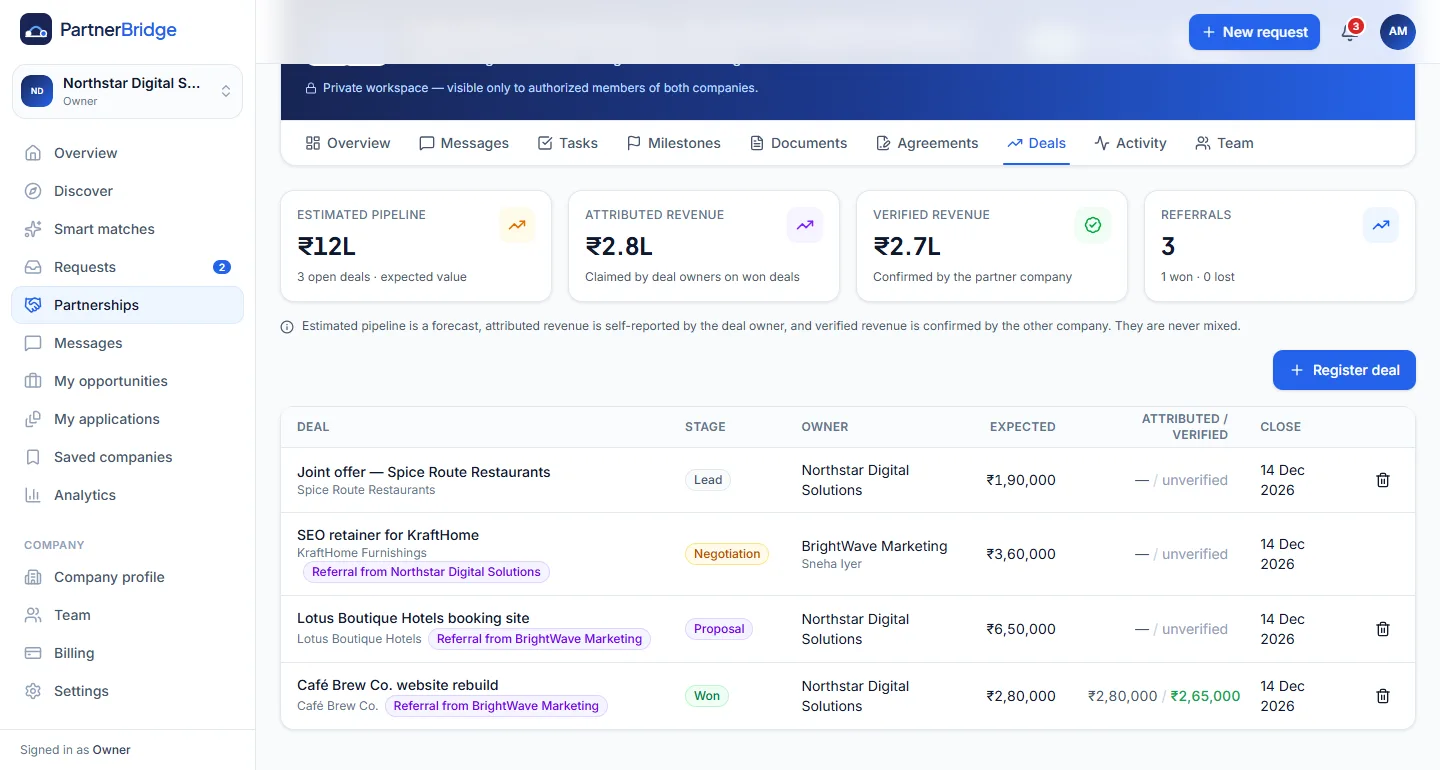 PartnerBridge
New request
3
AM
ND
Northstar Digital S...
Owner
Overview
Discover
Smart matches
Requests
2
Partnerships
Messages
My opportunities
My applications
Saved companies
Analytics
COMPANY
Company profile
Team
Billing
Settings
Signed in as Owner
Private workspace — visible only to authorized members of both companies.
Overview
Messages
Tasks
Milestones
Documents
Agreements
Deals
Activity
Team
ESTIMATED PIPELINE
₹12L
3 open deals · expected value
ATTRIBUTED REVENUE
₹2.8L
Claimed by deal owners on won deals
VERIFIED REVENUE
₹2.7L
Confirmed by the partner company
REFERRALS
3
1 won · 0 lost
Estimated pipeline is a forecast, attributed revenue is self-reported by the deal owner, and verified revenue is confirmed by the other company. They are never mixed.
Register deal
DEAL
STAGE
OWNER
EXPECTED
ATTRIBUTED /
VERIFIED
CLOSE
Joint offer — Spice Route Restaurants
Spice Route Restaurants
Lead
Northstar Digital
Solutions
₹1,90,000
— / unverified
14 Dec
2026
SEO retainer for KraftHome
KraftHome Furnishings
Referral from Northstar Digital Solutions
Negotiation
BrightWave Marketing
Sneha Iyer
₹3,60,000
— / unverified
14 Dec
2026
Lotus Boutique Hotels booking site
Lotus Boutique Hotels
Referral from BrightWave Marketing
Proposal
Northstar Digital
Solutions
₹6,50,000
— / unverified
14 Dec
2026
Café Brew Co. website rebuild
Café Brew Co.
Referral from BrightWave Marketing
Won
Northstar Digital
Solutions
₹2,80,000
₹2,80,000 / ₹2,65,000
14 Dec
2026